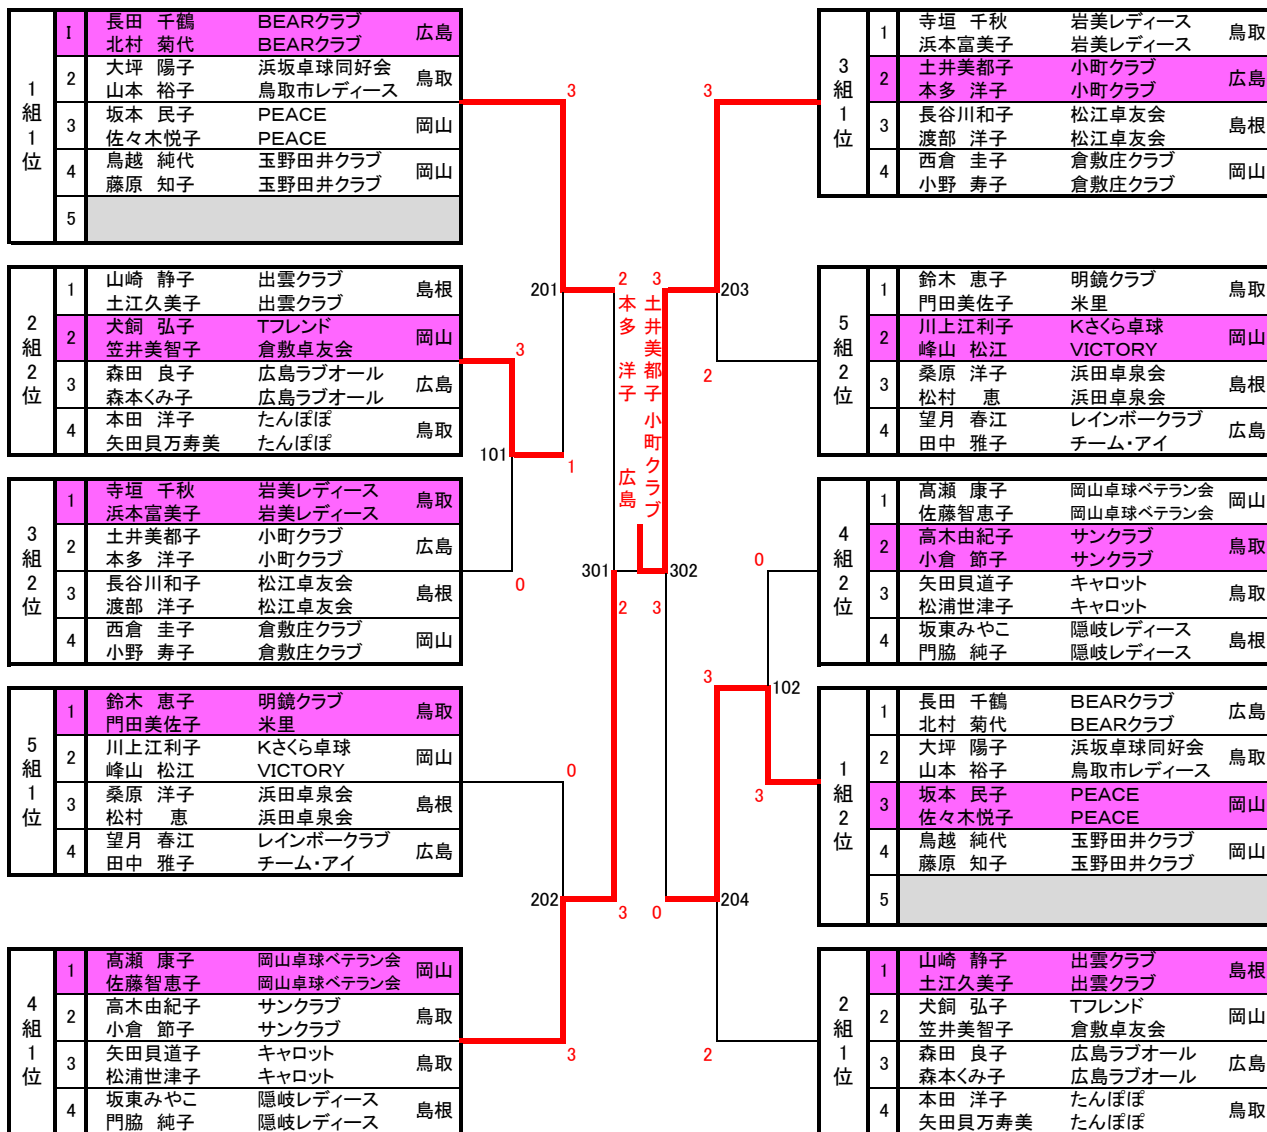 1組1位
I 長田 千鶴 BEARクラブ 広島
北村 菊代 BEARクラブ
2 大坪 陽子 浜坂卓球同好会 鳥取
山本 裕子 鳥取市レディース
3 坂本 民子 PEACE 岡山
佐々木悦子 PEACE
4 鳥越 純代 玉野田井クラブ 岡山
藤原 知子 玉野田井クラブ
5
2組2位
1 山崎 静子 出雲クラブ 島根
土江久美子 出雲クラブ
2 犬飼 弘子 Tフレンド 岡山
笠井美智子 倉敷卓友会
3 森田 良子 広島ラブオール 広島
森本くみ子 広島ラブオール
4 本田 洋子 たんぽぽ 鳥取
矢田貝万寿美 たんぽぽ
3組2位
1 寺垣 千秋 岩美レディース 鳥取
浜本富美子 岩美レディース
2 土井美都子 小町クラブ 広島
本多 洋子 小町クラブ
3 長谷川和子 松江卓友会 島根
渡部 洋子 松江卓友会
4 西倉 圭子 倉敷庄クラブ 岡山
小野 寿子 倉敷庄クラブ
5組1位
1 鈴木 恵子 明鏡クラブ 鳥取
門田美佐子 米里
2 川上江利子 Kさくら卓球 岡山
峰山 松江 VICTORY
3 桑原 洋子 浜田卓泉会 島根
松村 恵 浜田卓泉会
4 望月 春江 レインボークラブ 広島
田中 雅子 チーム・アイ
4組1位
1 髙瀬 康子 岡山卓球ベテラン会 岡山
佐藤智恵子 岡山卓球ベテラン会
2 高木由紀子 サンクラブ 鳥取
小倉 節子 サンクラブ
3 矢田貝道子 キャロット 鳥取
松浦世津子 キャロット
4 坂東みやこ 隠岐レディース 島根
門脇 純子 隠岐レディース
3
201
3
101
1
0
0
202
3
2 3
土井美都子 小町クラブ
本多 洋子 広島
301 302
2 3
3 0
3
203
2
0
3
102
3
204
2
3組1位
1 寺垣 千秋 岩美レディース 鳥取
浜本富美子 岩美レディース
2 土井美都子 小町クラブ 広島
本多 洋子 小町クラブ
3 長谷川和子 松江卓友会 島根
渡部 洋子 松江卓友会
4 西倉 圭子 倉敷庄クラブ 岡山
小野 寿子 倉敷庄クラブ
5組2位
1 鈴木 恵子 明鏡クラブ 鳥取
門田美佐子 米里
2 川上江利子 Kさくら卓球 岡山
峰山 松江 VICTORY
3 桑原 洋子 浜田卓泉会 島根
松村 恵 浜田卓泉会
4 望月 春江 レインボークラブ 広島
田中 雅子 チーム・アイ
4組2位
1 髙瀬 康子 岡山卓球ベテラン会 岡山
佐藤智恵子 岡山卓球ベテラン会
2 高木由紀子 サンクラブ 鳥取
小倉 節子 サンクラブ
3 矢田貝道子 キャロット 鳥取
松浦世津子 キャロット
4 坂東みやこ 隠岐レディース 島根
門脇 純子 隠岐レディース
1組2位
1 長田 千鶴 BEARクラブ 広島
北村 菊代 BEARクラブ
2 大坪 陽子 浜坂卓球同好会 鳥取
山本 裕子 鳥取市レディース
3 坂本 民子 PEACE 岡山
佐々木悦子 PEACE
4 鳥越 純代 玉野田井クラブ 岡山
藤原 知子 玉野田井クラブ
5
2組1位
1 山崎 静子 出雲クラブ 島根
土江久美子 出雲クラブ
2 犬飼 弘子 Tフレンド 岡山
笠井美智子 倉敷卓友会
3 森田 良子 広島ラブオール 広島
森本くみ子 広島ラブオール
4 本田 洋子 たんぽぽ 鳥取
矢田貝万寿美 たんぽぽ